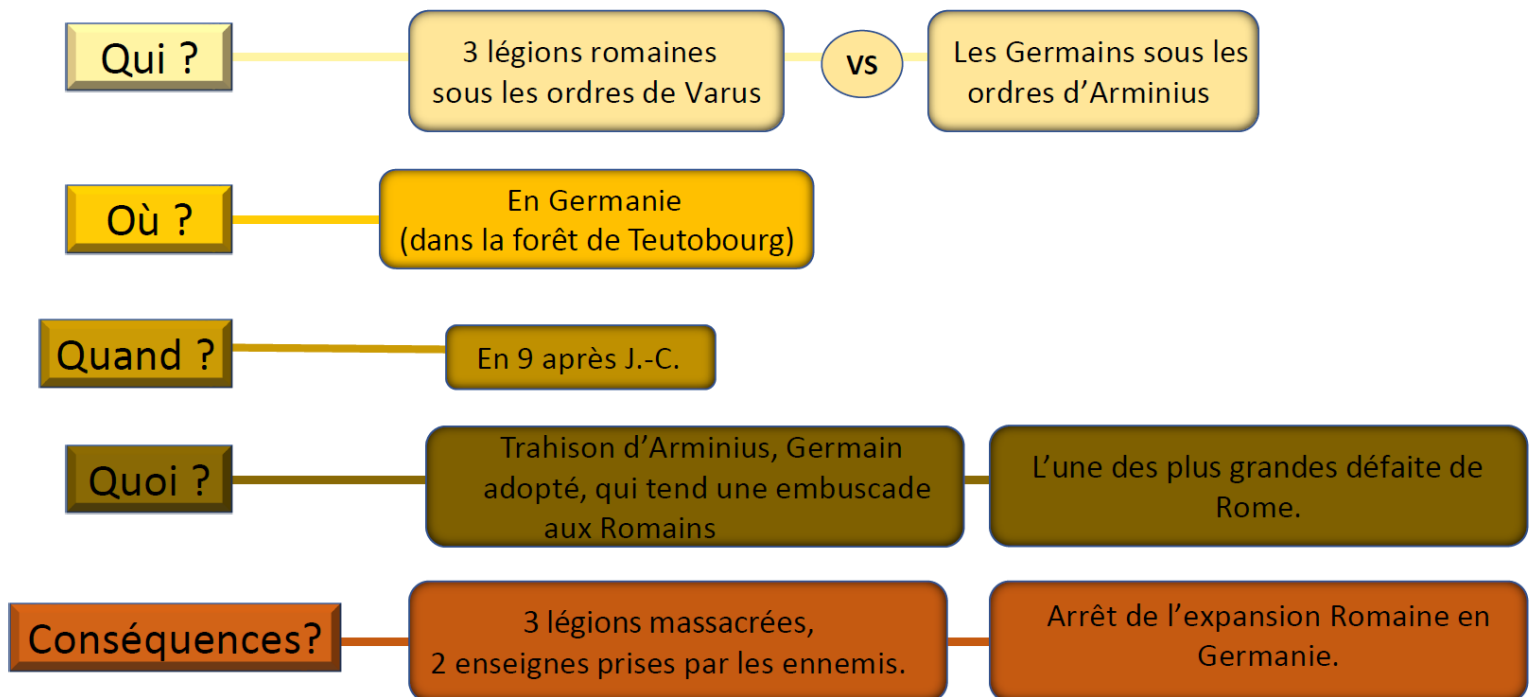 Qui ?
3 légions romaines
sous les ordres de Varus
VS
Les Germains sous les
ordres d’Arminius
Où ?
En Germanie
(dans la forêt de Teutobourg)
Quand ?
En 9 après J.-C.
Quoi ?
Trahison d’Arminius, Germain
adopté, qui tend une embuscade
aux Romains
L’une des plus grandes défaite de
Rome.
Conséquences?
3 légions massacrées,
2 enseignes prises par les ennemis.
Arrêt de l’expansion Romaine en
Germanie.